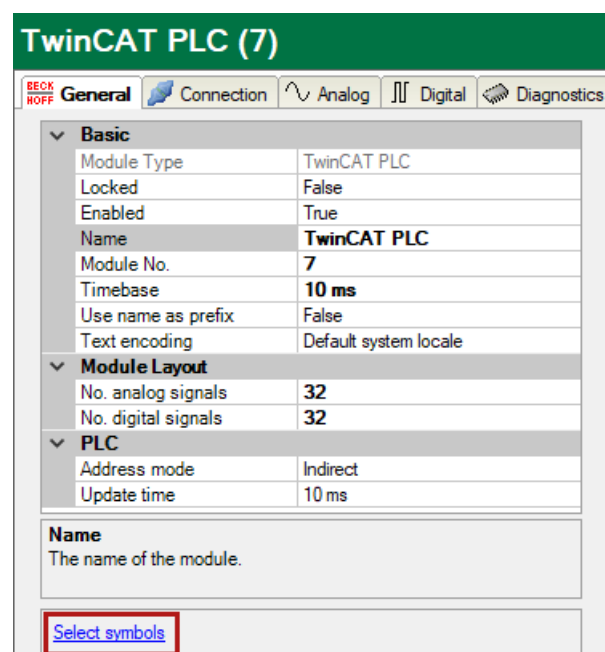 TwinCAT PLC (7)
BECK HOFF General Connection Analog Digital Diagnostics
Basic
Module Type TwinCAT PLC
Locked False
Enabled True
Name TwinCAT PLC
Module No. 7
Timebase 10 ms
Use name as prefix False
Text encoding Default system locale
Module Layout
No. analog signals 32
No. digital signals 32
PLC
Address mode Indirect
Update time 10 ms
Name
The name of the module.
Select symbols